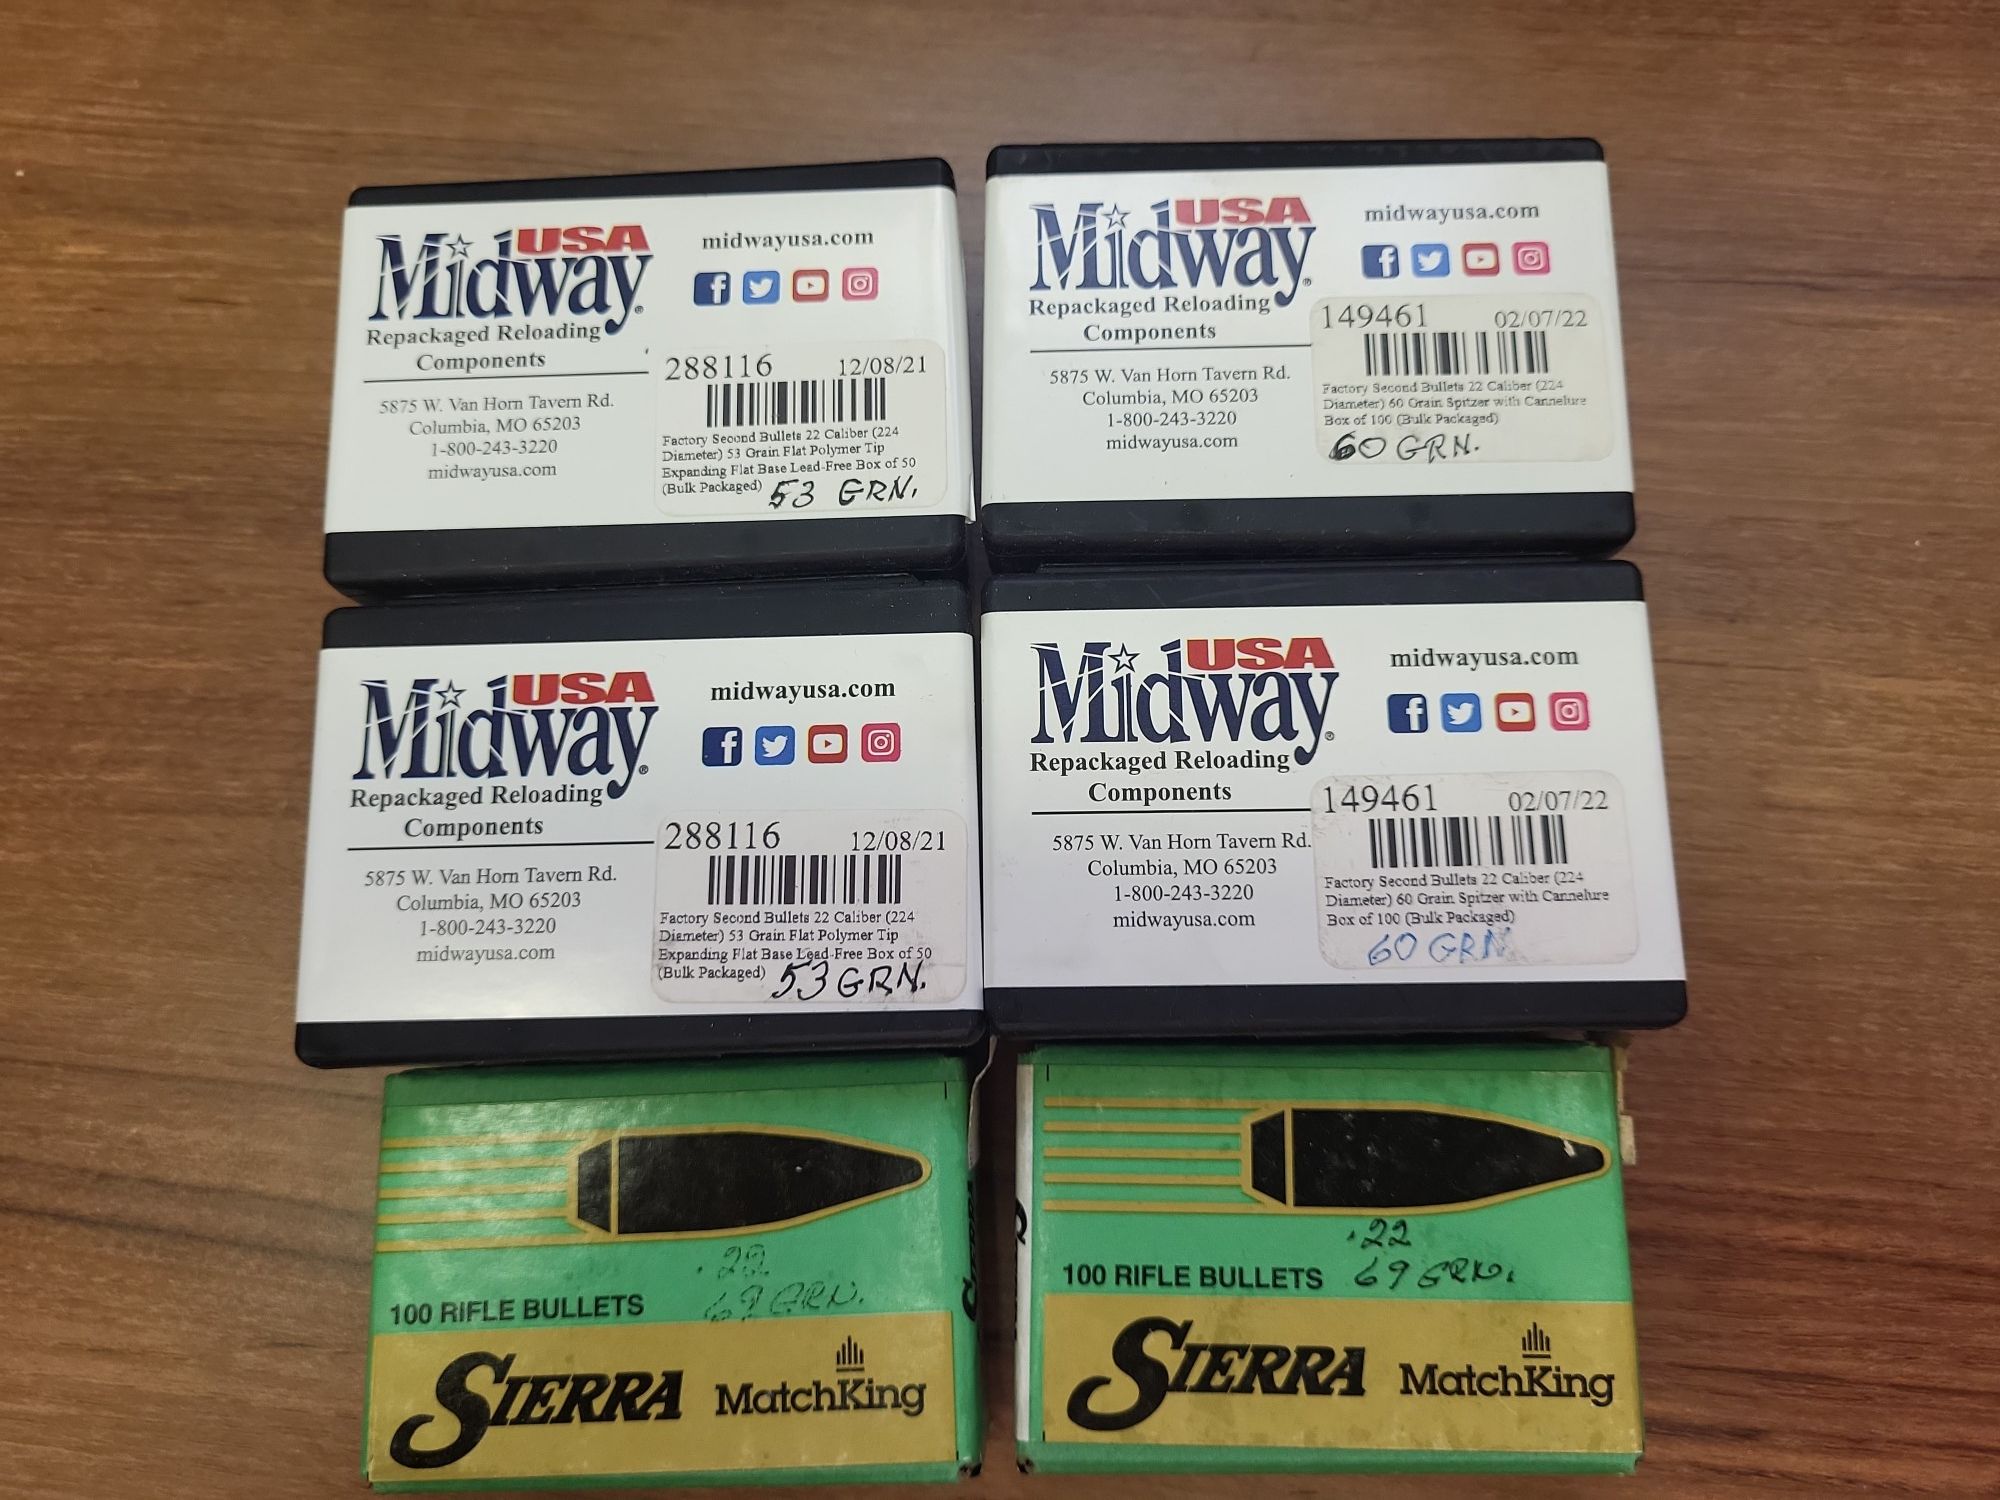 MidwayUSA®
Repackaged Reloading
Components
midwayusa.com
5875 W. Van Horn Tavern Rd.
Columbia, MO 65203
1-800-243-3220
midwayusa.com
288116 12/08/21
Factory Second Bullets 22 Caliber (224
Diameter) 53 Grain Flat Polymer Tip
Expanding Flat Base Lead-Free Box of 50
(Bulk Packaged) 53 GRN.
MidwayUSA®
Repackaged Reloading
Components
midwayusa.com
5875 W. Van Horn Tavern Rd.
Columbia, MO 65203
1-800-243-3220
midwayusa.com
149461 02/07/22
Factory Second Bullets 22 Caliber (224
Diameter) 60 Grain Spitzer with Cannelure
Box of 100 (Bulk Packaged)
60 GRN.
MidwayUSA®
Repackaged Reloading
Components
midwayusa.com
5875 W. Van Horn Tavern Rd.
Columbia, MO 65203
1-800-243-3220
midwayusa.com
288116 12/08/21
Factory Second Bullets 22 Caliber (224
Diameter) 53 Grain Flat Polymer Tip
Expanding Flat Base Lead-Free Box of 50
(Bulk Packaged) 53 GRN.
MidwayUSA®
Repackaged Reloading
Components
midwayusa.com
5875 W. Van Horn Tavern Rd.
Columbia, MO 65203
1-800-243-3220
midwayusa.com
149461 02/07/22
Factory Second Bullets 22 Caliber (224
Diameter) 60 Grain Spitzer with Cannelure
Box of 100 (Bulk Packaged)
60 GRN
.22
100 RIFLE BULLETS 69 GRN.
SIERRA MatchKing
SIERRA
.22
100 RIFLE BULLETS 69 GRN.
SIERRA MatchKing